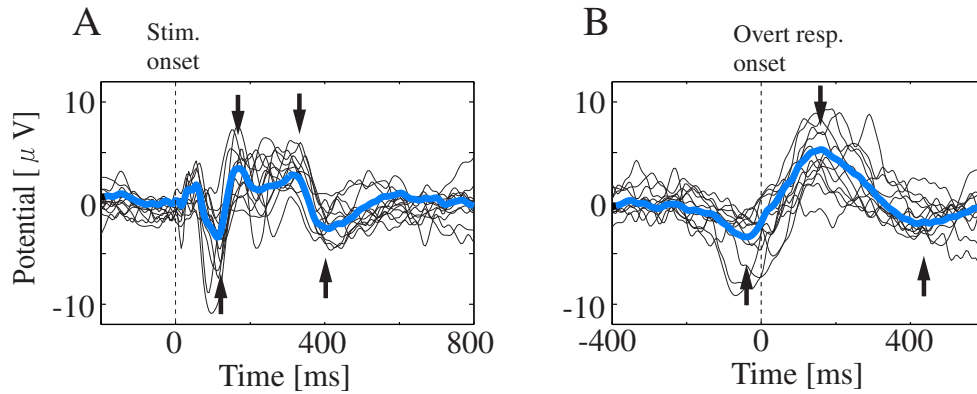 A
Stim.
onset
B
Overt resp.
onset
Potential [ μ V]
10
0
-10
0
400
800
Time [ms]
10
0
-10
-400
0
400
Time [ms]